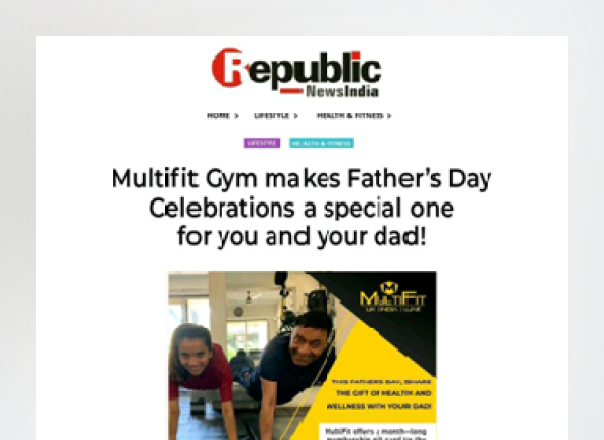 Republic
NewsIndia
HOME > LIFESTYLE > HEALTH & FITNESS >
LIFESTYLE HEALTH & FITNESS
Multifit Gym makes Father's Day
Celebrations a special one
for you and your dad!
MULTIFIT
THIS FATHERS DAY, SHARE
THE GIFT OF HEALTH AND
WELLNESS WITH YOUR DAD!
MultiFit offers a month-long